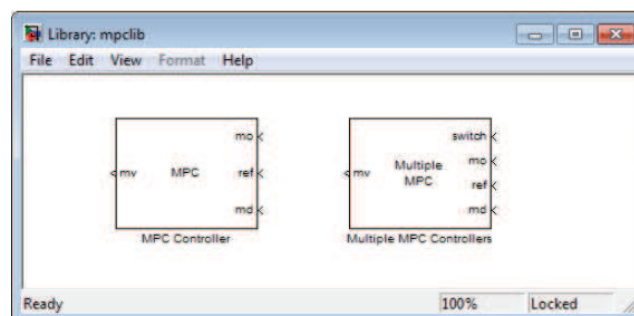 Library: mpclib
File Edit View Format Help
mo
mv MPC ref
md
MPC Controller
switch
mo
mv Multiple MPC
ref
md
Multiple MPC Controllers
Ready 100% Locked